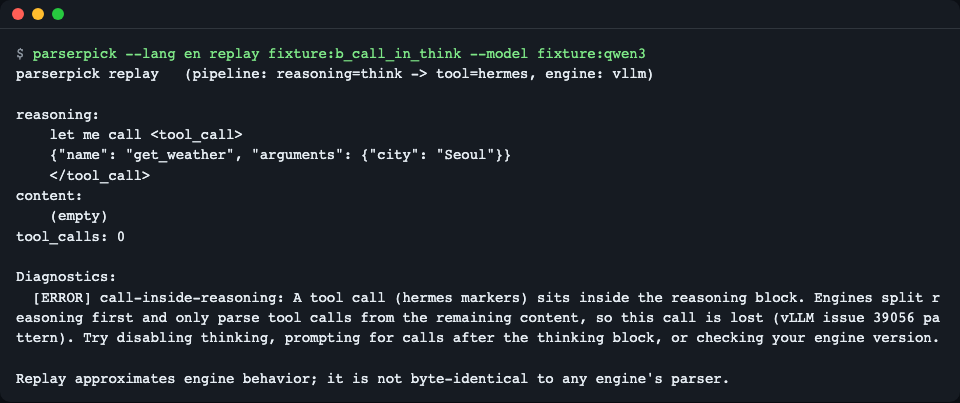 $ parserpick --lang en replay fixture:b_call_in_think --model fixture:qwen3
parserpick replay   (pipeline: reasoning=think -> tool=hermes, engine: vllm)

reasoning:
    let me call <tool_call>
    {"name": "get_weather", "arguments": {"city": "Seoul"}}
    </tool_call>
content:
    (empty)
tool_calls: 0

Diagnostics:
  [ERROR] call-inside-reasoning: A tool call (hermes markers) sits inside the reasoning block. Engines split r
easoning first and only parse tool calls from the remaining content, so this call is lost (vLLM issue 39056 pa
ttern). Try disabling thinking, prompting for calls after the thinking block, or checking your engine version.

Replay approximates engine behavior; it is not byte-identical to any engine's parser.